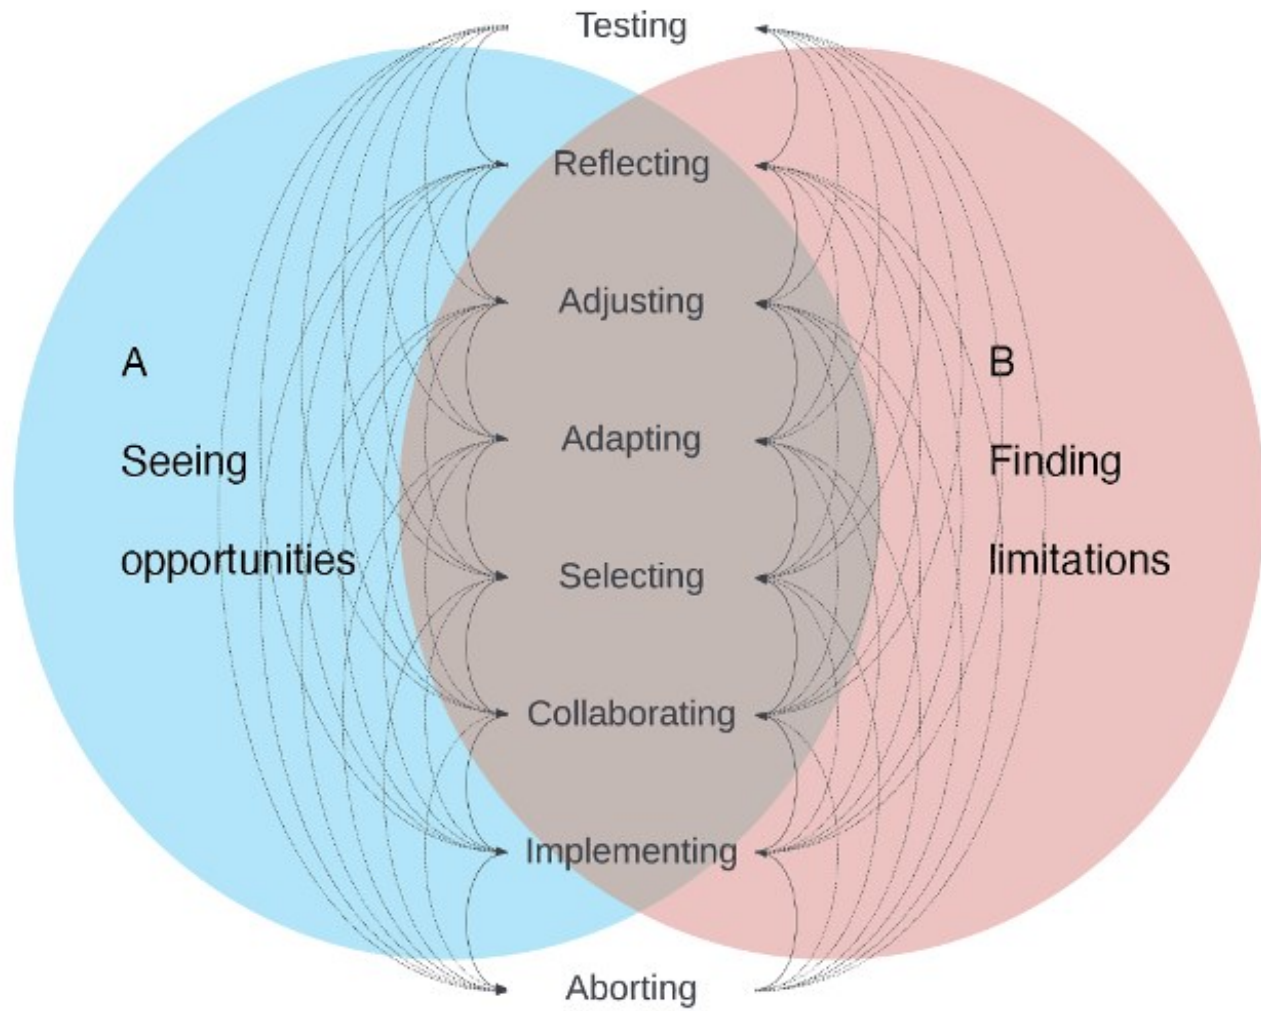 Testing
Reflecting
Adjusting
A
B
Adapting
Seeing
Finding
opportunities
limitations
Selecting
Collaborating
Implementing
Aborting